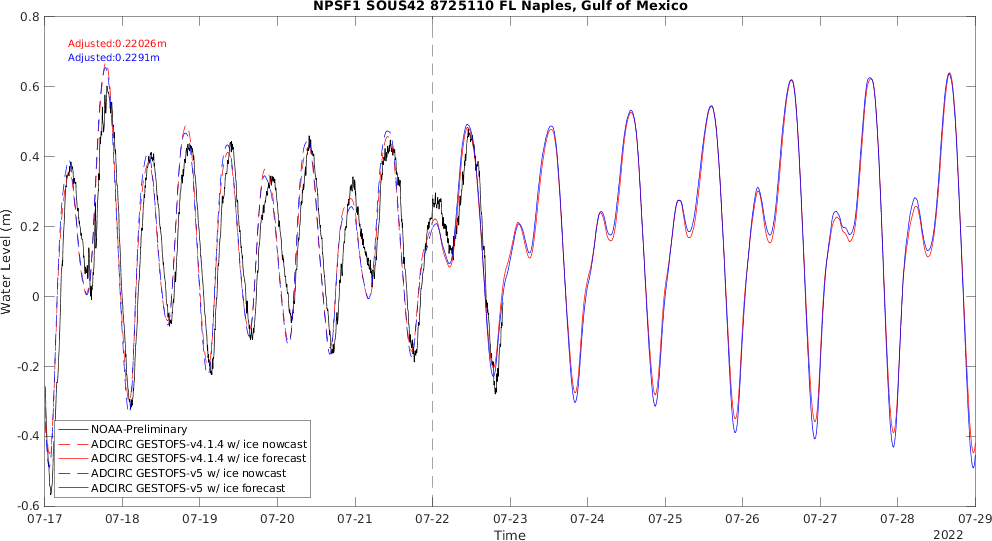 NPSF1 SOUS42 8725110 FL Naples, Gulf of Mexico
Adjusted:0.22026m
Adjusted:0.2291m
0.8
0.6
0.4
0.2
0
-0.2
-0.4
-0.6
Water Level (m)
NOAA-Preliminary
ADCIRC GESTOFS-v4.1.4 w/ ice nowcast
ADCIRC GESTOFS-v4.1.4 w/ ice forecast
ADCIRC GESTOFS-v5 w/ ice nowcast
ADCIRC GESTOFS-v5 w/ ice forecast
07-17 07-18 07-19 07-20 07-21 07-22 07-23 07-24 07-25 07-26 07-27 07-28 07-29
Time
2022